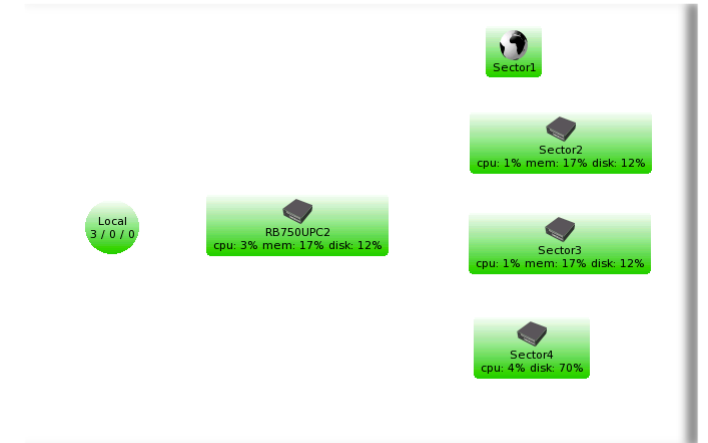 Sector1
Sector2
cpu: 1% mem: 17% disk: 12%
Local
3 / 0 / 0
RB750UPC2
cpu: 3% mem: 17% disk: 12%
Sector3
cpu: 1% mem: 17% disk: 12%
Sector4
cpu: 4% disk: 70%